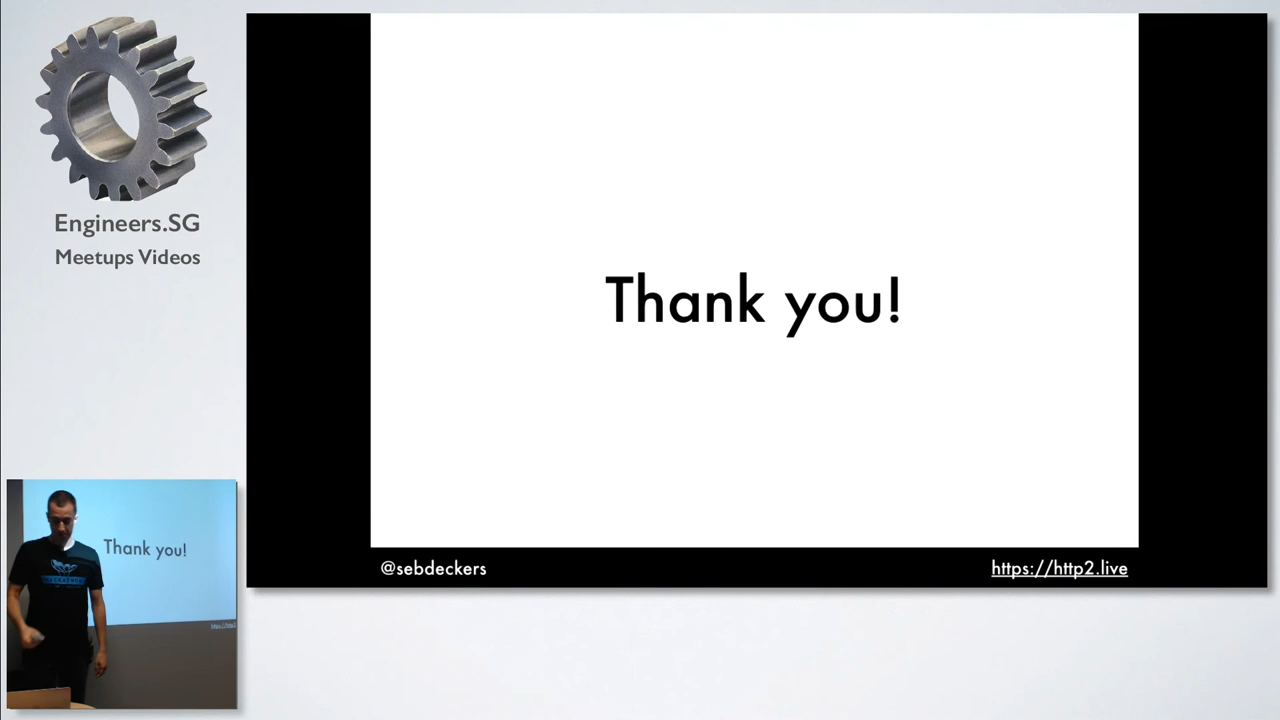 Engineers.SG
Meetups Videos
Thank you!
@sebdeckers
https://http2.live
Thank you!